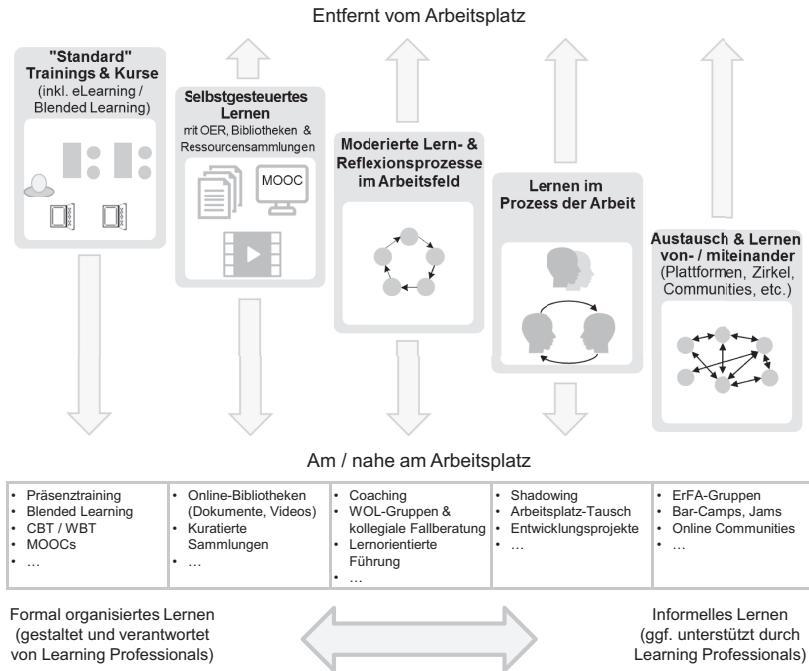 Entfernt vom Arbeitsplatz
"Standard"
Trainings & Kurse
(inkl. eLearning /
Blended Learning)
Selbstgesteuertes
Lernen
mit OER, Bibliotheken &
Ressourcensammlungen
MOOC
Moderierte Lern- &
Reflexionsprozesse
im Arbeitsfeld
Lernen im
Prozess der Arbeit
Austausch & Lernen
von- / miteinander
(Plattformen, Zirkel,
Communities, etc.)
Am / nahe am Arbeitsplatz
• Präsenztraining
• Blended Learning
• CBT / WBT
• MOOCs
• …
• Online-Bibliotheken
(Dokumente, Videos)
• Kuratierte
Sammlungen
• …
• Coaching
• WOL-Gruppen &
kollegiale Fallberatung
• Lernorientierte
Führung
• …
• Shadowing
• Arbeitsplatz-Tausch
• Entwicklungsprojekte
• …
• ErFA-Gruppen
• Bar-Camps, Jams
• Online Communities
• …
Formal organisiertes Lernen
(gestaltet und verantwortet
von Learning Professionals)
Informelles Lernen
(ggf. unterstützt durch
Learning Professionals)